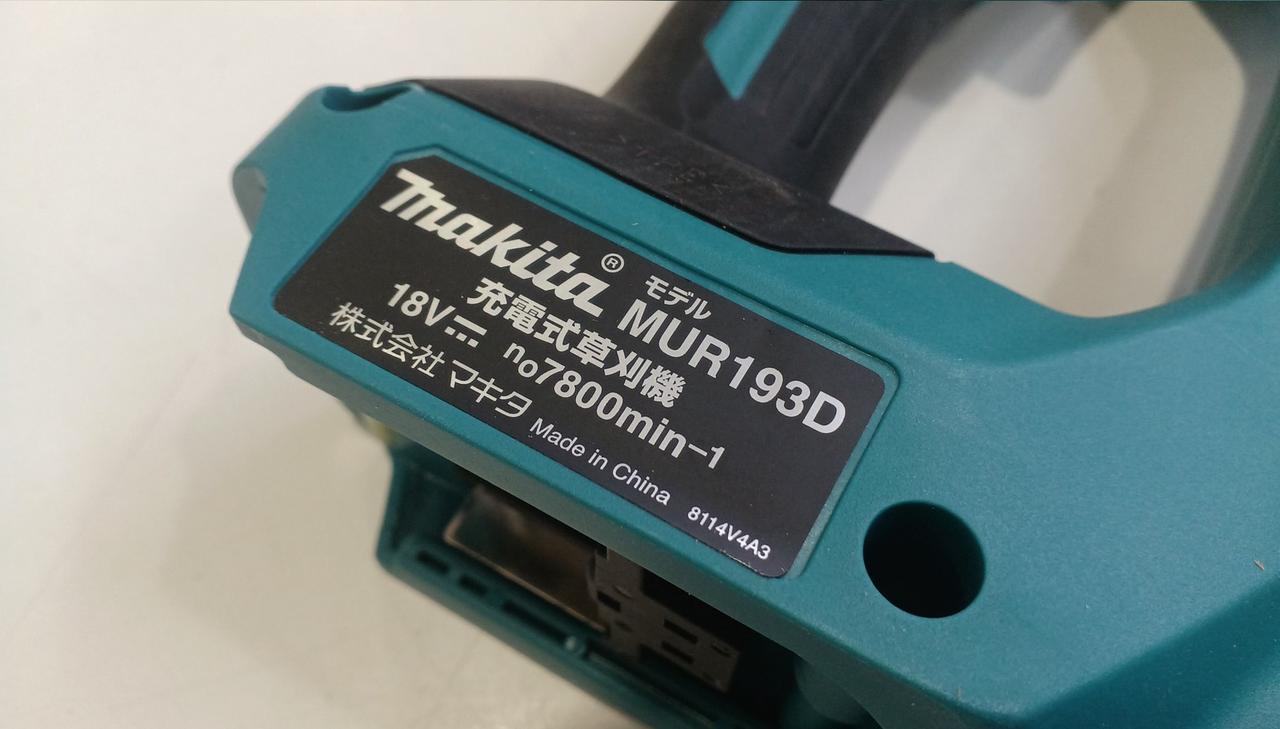 makita®
モデル
MUR193D
充電式草刈機
18V⎓ no7800min-1
株式会社 マキタ
Made in China
8114V4A3